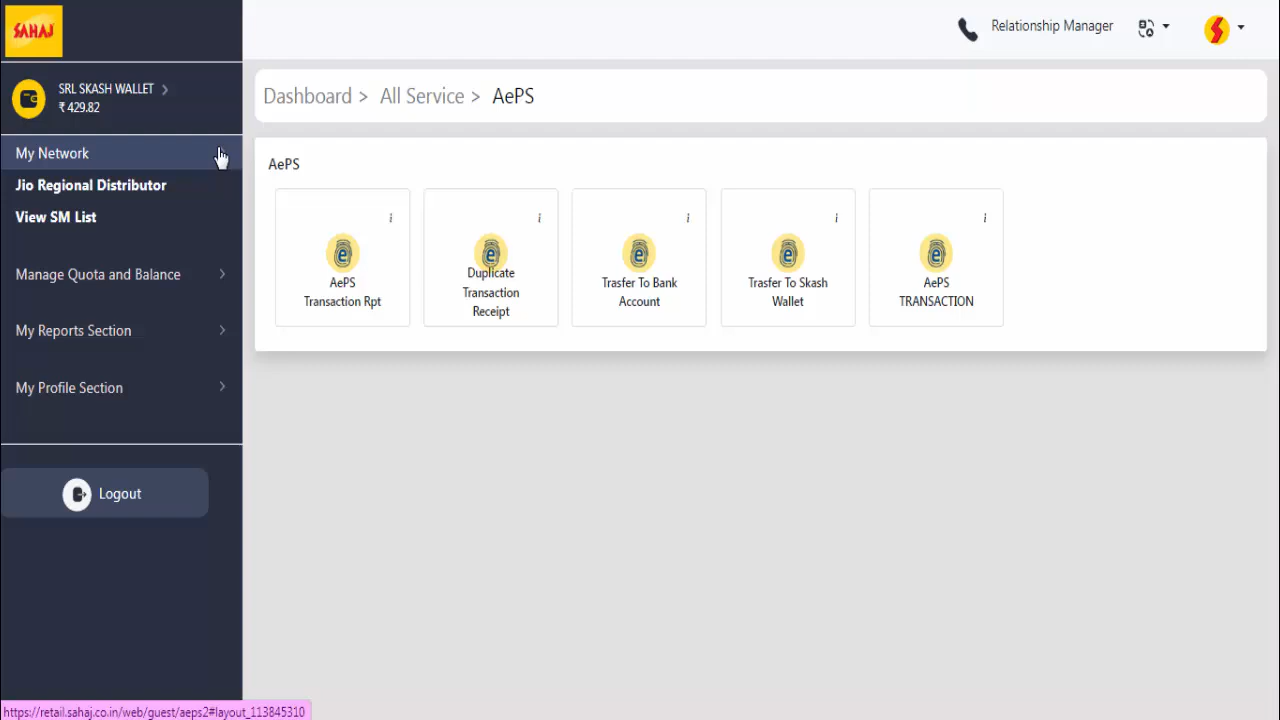 SAHAJ
Relationship Manager
SRL SKASH WALLET
₹ 429.82
Dashboard > All Service > AePS
My Network
Jio Regional Distributor
View SM List
Manage Quota and Balance
My Reports Section
My Profile Section
Logout
AePS
i
i
i
i
i
AePS
Transaction Rpt
Duplicate
Transaction
Receipt
Trasfer To Bank
Account
Trasfer To Skash
Wallet
AePS
TRANSACTION
https://retail.sahaj.co.in/web/guest/aeps2#layout_113845310